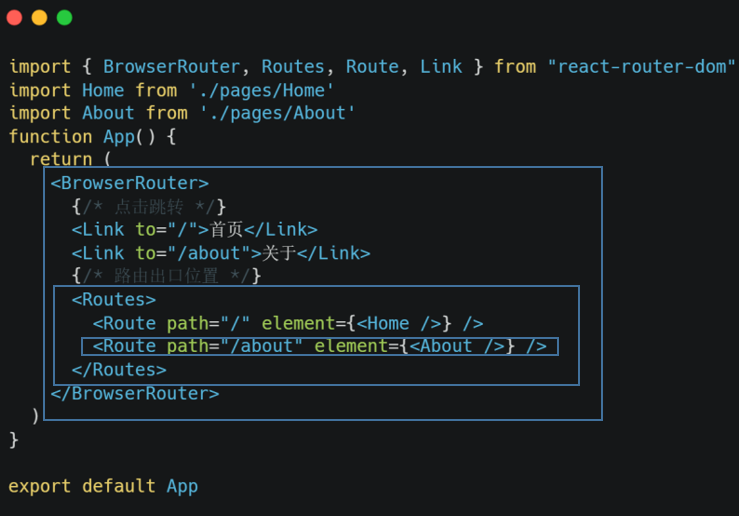 import { BrowserRouter, Routes, Route, Link } from "react-router-dom"
import Home from './pages/Home'
import About from './pages/About'
function App() {
return (
<BrowserRouter>
{/* 点击跳转 */}
<Link to="/">首页</Link>
<Link to="/about">关于</Link>
{/* 路由出口位置 */}
<Routes>
<Route path="/" element={<Home />} />
<Route path="/about" element={<About />} />
</Routes>
</BrowserRouter>
)
}
export default App